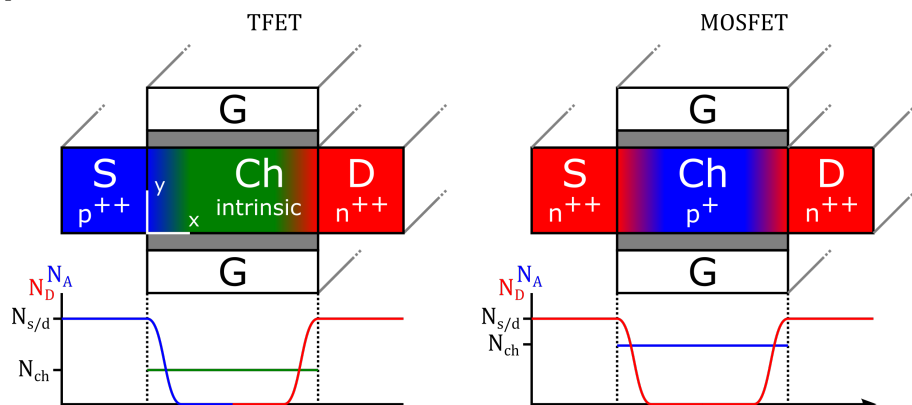 TFET
MOSFET
G
S
p++
y
x
Ch
intrinsic
D
n++
G
G
S
n++
Ch
p+
D
n++
G
N_D N_A
N_s/d
N_ch
N_D N_A
N_s/d
N_ch